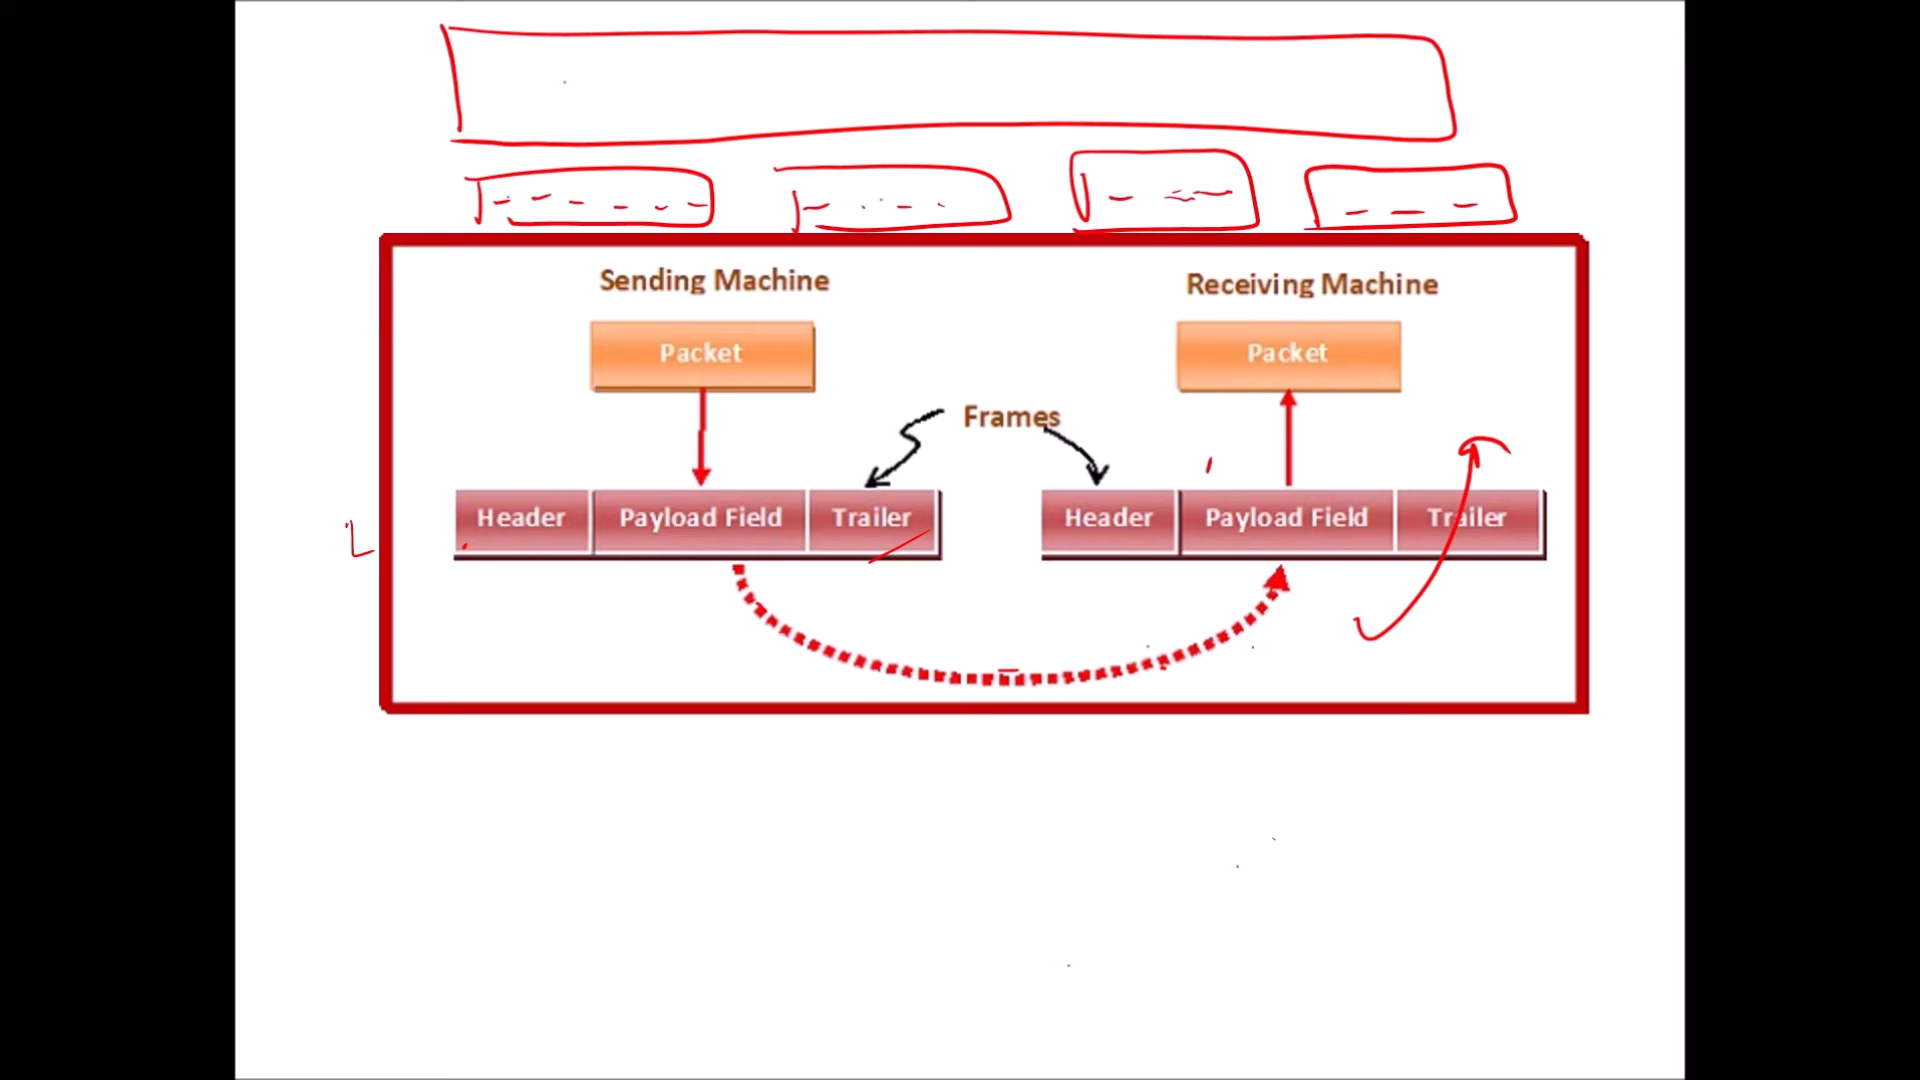 Sending Machine
Receiving Machine
Packet
Packet
Frames
Header Payload Field Trailer
Header Payload Field Trailer